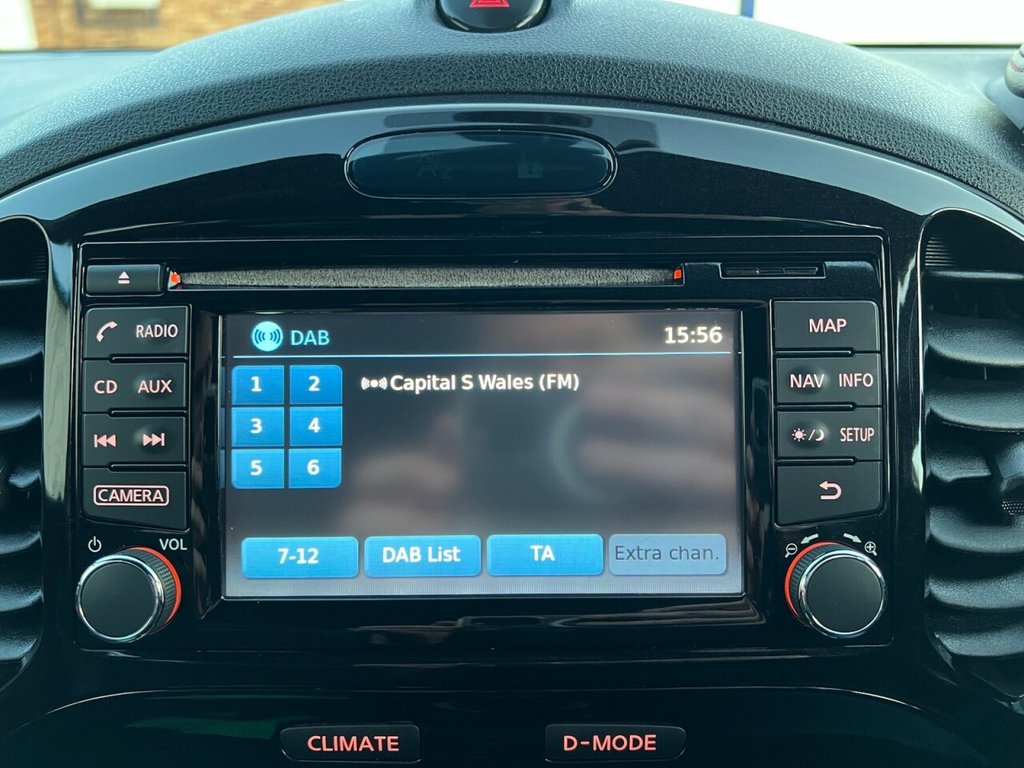 DAB
15:56
1 2
((•)) Capital S Wales (FM)
3 4
5 6
7-12
DAB List
TA
Extra chan.
RADIO
CD AUX
CAMERA
VOL
MAP
NAV INFO
SETUP
CLIMATE
D-MODE